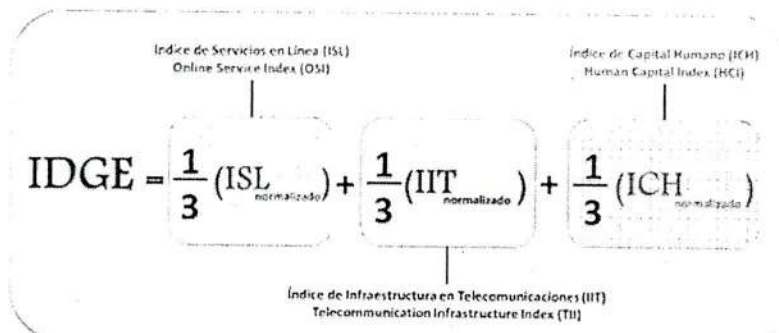 Índice de Servicios en Línea (ISL)
Online Service Index (OSI)
Índice de Capital Humano (ICH)
Human Capital Index (HCI)
IDGE = 1/3 (ISL normalizado) + 1/3 (IIT normalizado) + 1/3 (ICH normalizado)
Índice de Infraestructura en Telecomunicaciones (IIT)
Telecommunication Infrastructure Index (TII)